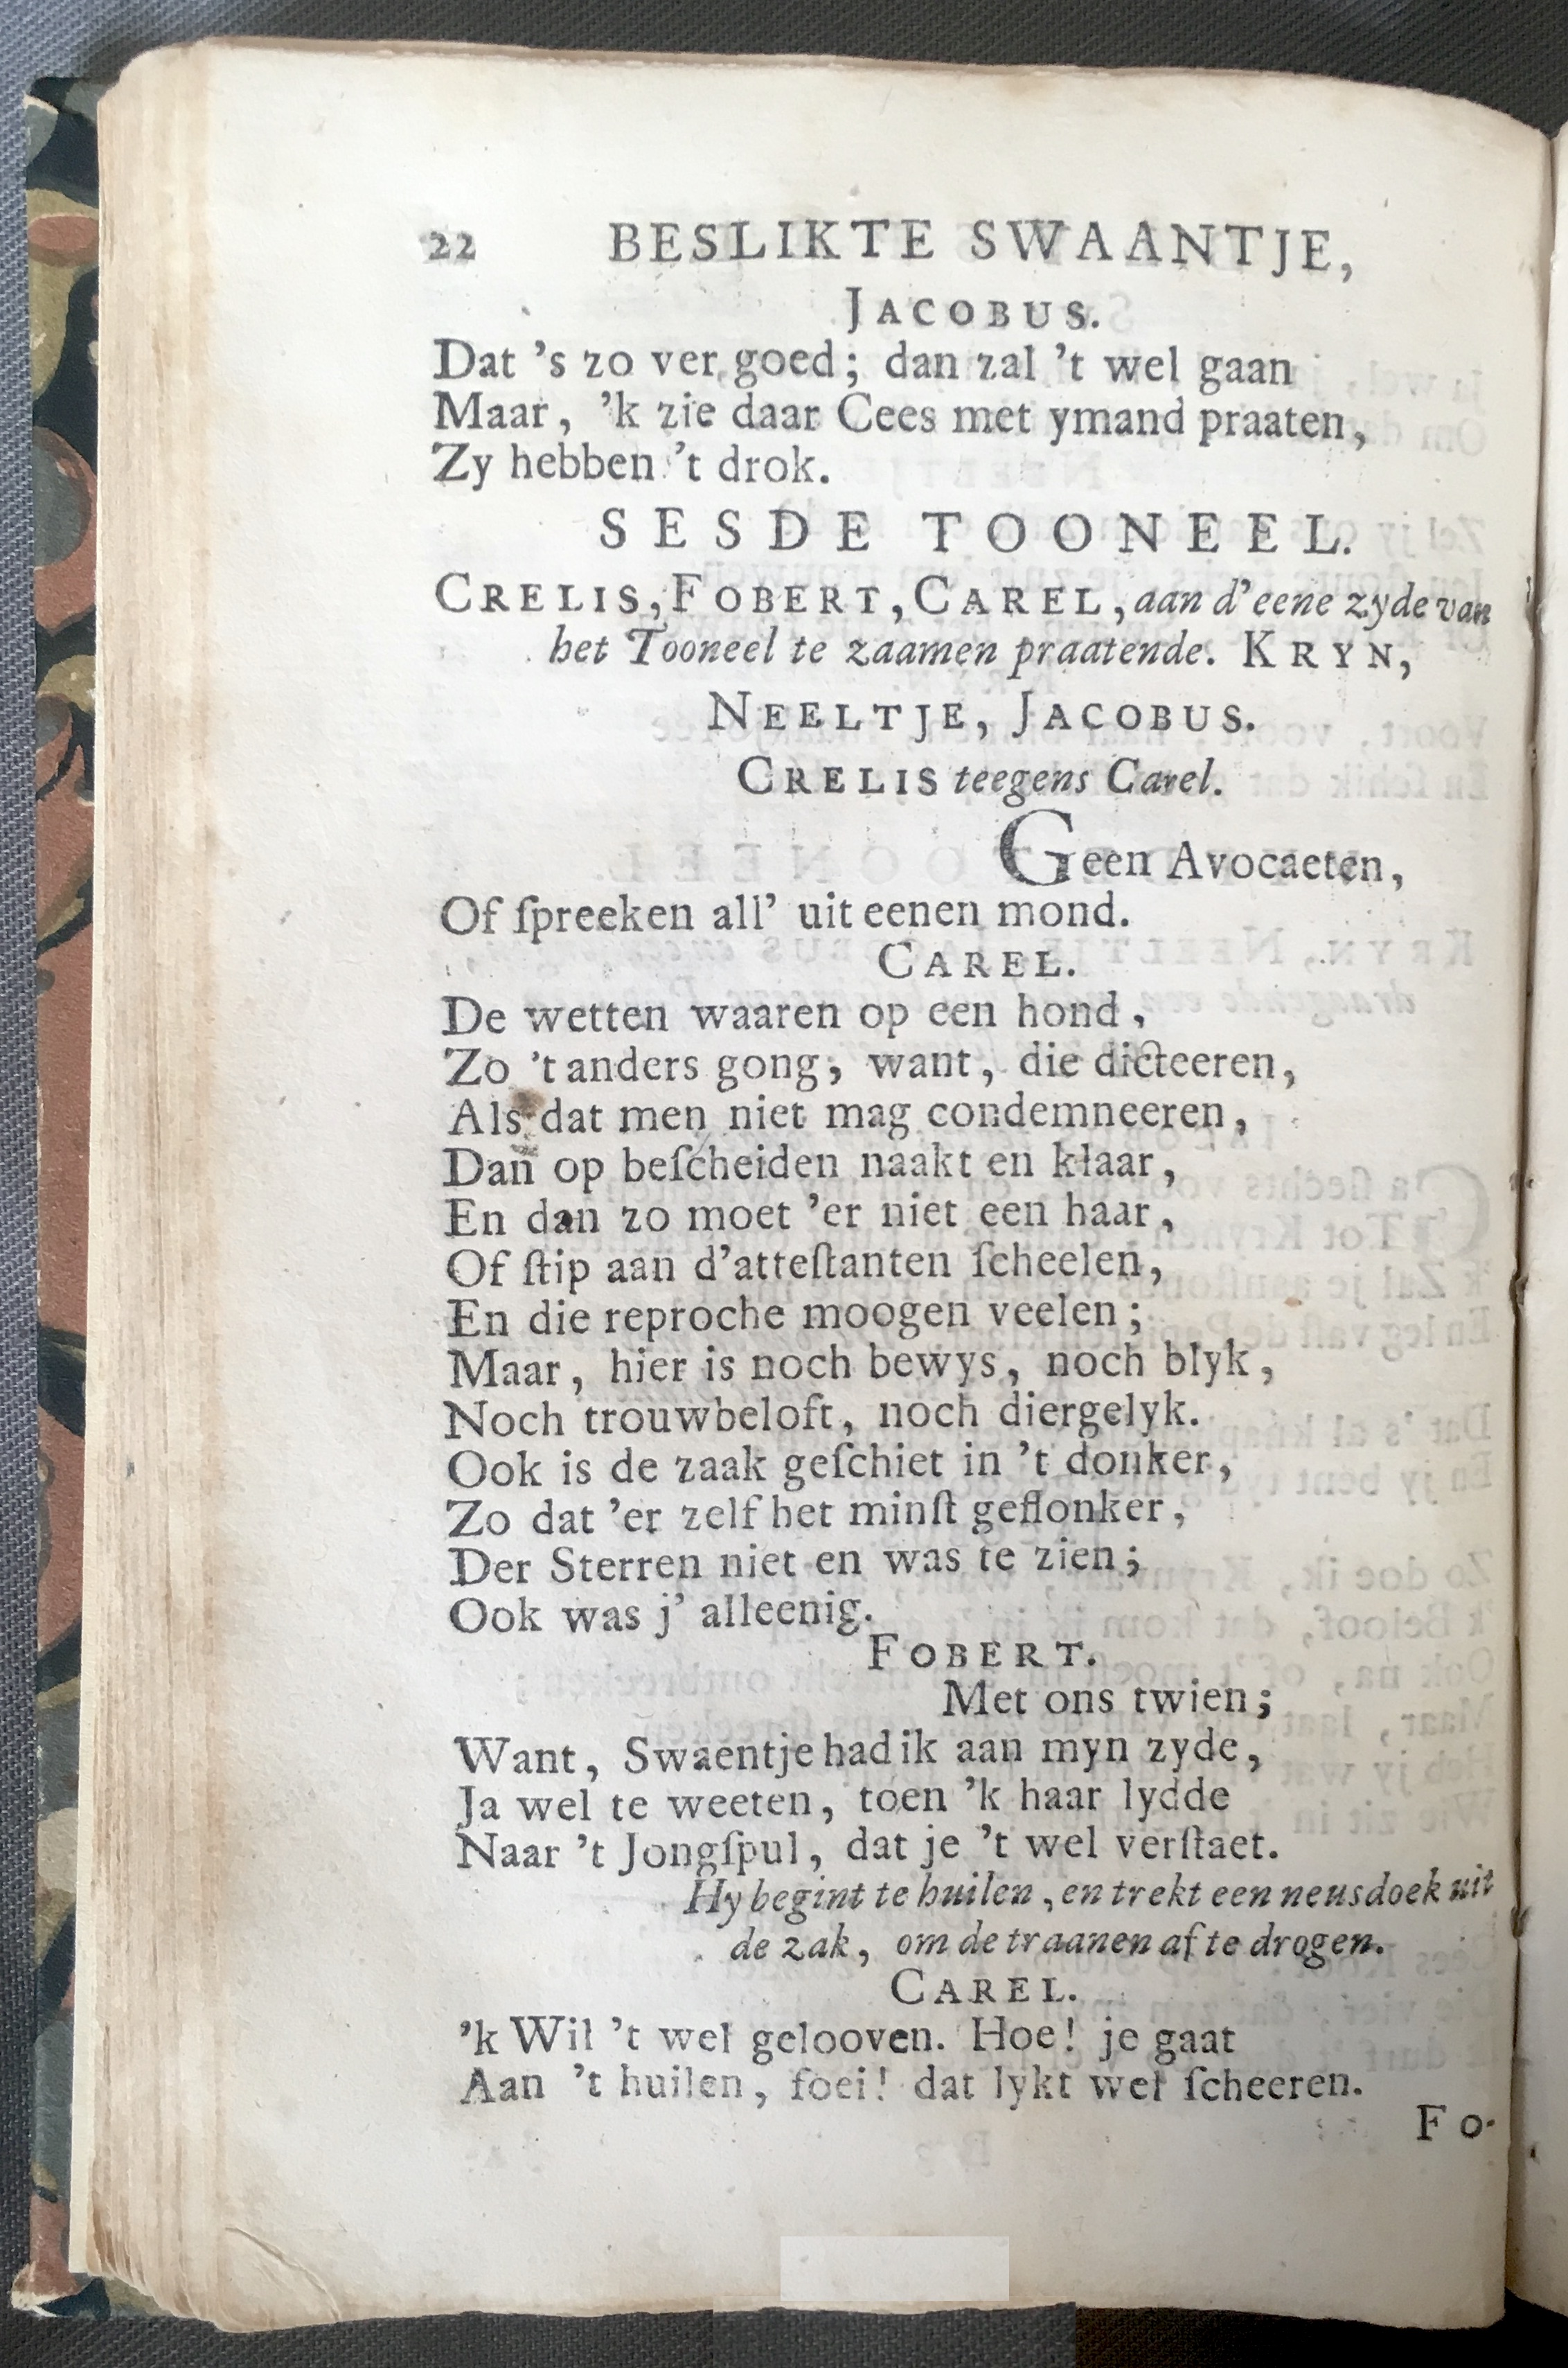 22 BESLIKTE SWAANTJE,
JACOBUS.
Dat 's zo ver goed; dan zal 't wel gaan
Maar, 'k zie daar Cees met ymand praaten,
Zy hebben 't drok.
SESDE TOONEEL.
CRELIS, FOBERT, CAREL, aan d'eene zyde van
het Tooneel te zaamen praatende. KRYN,
NEELTJE, JACOBUS.
CRELIS teegens Carel.
Geen Avocaeten,
Of ſpreeken all' uit eenen mond.
CAREL.
De wetten waaren op een hond,
Zo 't anders gong; want, die dicteeren,
Als dat men niet mag condemneeren,
Dan op beſcheiden naakt en klaar,
En dan zo moet 'er niet een haar,
Of ſtip aan d'atteſtanten ſcheelen,
En die reproche moogen veelen;
Maar, hier is noch bewys, noch blyk,
Noch trouwbeloft, noch diergelyk.
Ook is de zaak geſchiet in 't donker,
Zo dat 'er zelf het minſt geflonker,
Der Sterren niet en was te zien;
Ook was j' alleenig.
FOBERT.
Met ons twien;
Want, Swaentje had ik aan myn zyde,
Ja wel te weeten, toen 'k haar lydde
Naar 't Jongſpul, dat je 't wel verſtaet.
Hy begint te huilen, en trekt een neusdoek uit
de zak, om de traanen af te drogen.
CAREL.
'k Wil 't wel gelooven. Hoe! je gaat
Aan 't huilen, foei! dat lykt wel ſcheeren.
FO-